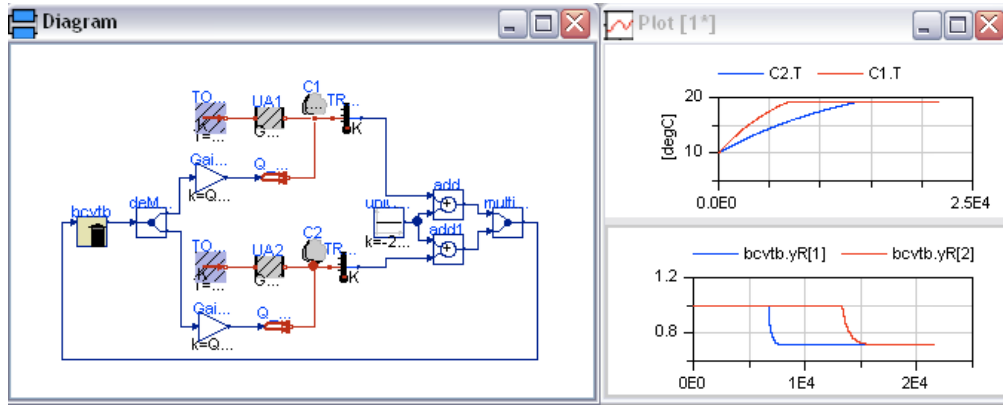 Diagram
C1
TO... UA1 TR...
K
T=... G...
Gai... Q_...
k=Q...
bcvtb deM...
uni... add multi...
k=-2... add1
C2
TO... UA2 TR...
K
T=... G...
Gai... Q_...
k=Q...
Plot [1*]
C2.T C1.T
20
[degC]
10
0.0E0 2.5E4
bcvtb.yR[1] bcvtb.yR[2]
1.2
0.8
0E0 1E4 2E4